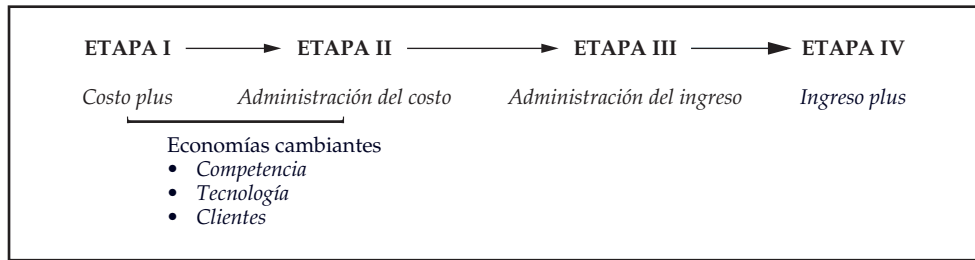 ETAPA I ETAPA II ETAPA III ETAPA IV
Costo plus Administración del costo Administración del ingreso Ingreso plus
Economías cambiantes
• Competencia
• Tecnología
• Clientes